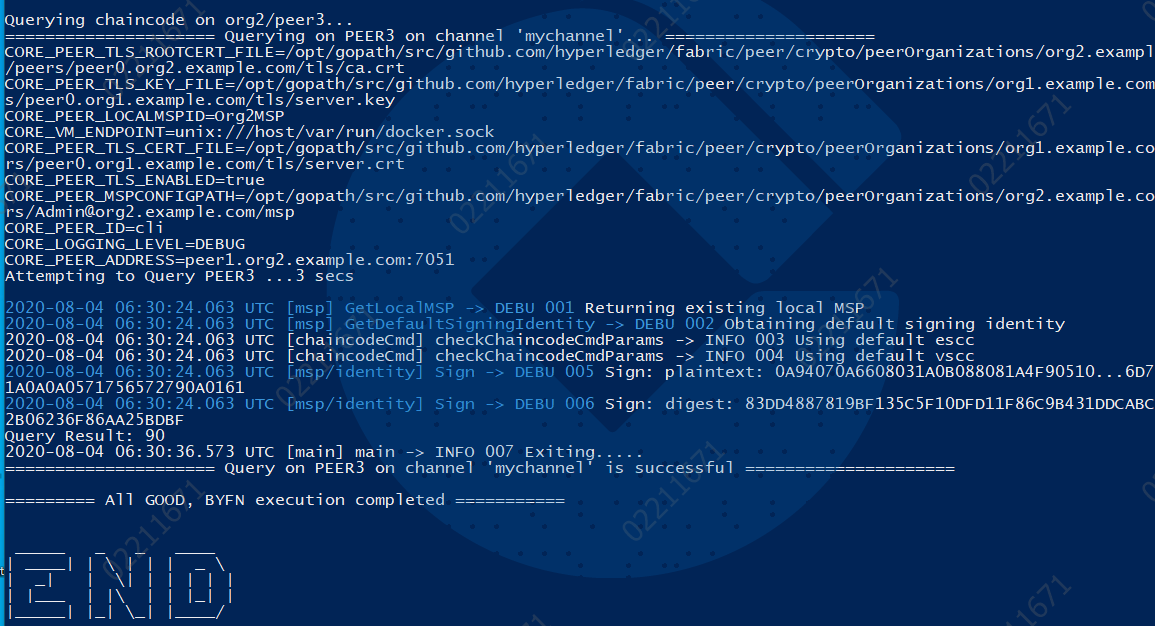 Querying chaincode on org2/peer3...
===================== Querying on PEER3 on channel 'mychannel'... =====================
CORE_PEER_TLS_ROOTCERT_FILE=/opt/gopath/src/github.com/hyperledger/fabric/peer/crypto/peerOrganizations/org2.exampl
/peers/peer0.org2.example.com/tls/ca.crt
CORE_PEER_TLS_KEY_FILE=/opt/gopath/src/github.com/hyperledger/fabric/peer/crypto/peerOrganizations/org1.example.com
s/peer0.org1.example.com/tls/server.key
CORE_PEER_LOCALMSPID=Org2MSP
CORE_VM_ENDPOINT=unix:///host/var/run/docker.sock
CORE_PEER_TLS_CERT_FILE=/opt/gopath/src/github.com/hyperledger/fabric/peer/crypto/peerOrganizations/org1.example.co
rs/peer0.org1.example.com/tls/server.crt
CORE_PEER_TLS_ENABLED=true
CORE_PEER_MSPCONFIGPATH=/opt/gopath/src/github.com/hyperledger/fabric/peer/crypto/peerOrganizations/org2.example.co
rs/Admin@org2.example.com/msp
CORE_PEER_ID=cli
CORE_LOGGING_LEVEL=DEBUG
CORE_PEER_ADDRESS=peer1.org2.example.com:7051
Attempting to Query PEER3 ...3 secs
2020-08-04 06:30:24.063 UTC [msp] GetLocalMSP -> DEBU 001 Returning existing local MSP
2020-08-04 06:30:24.063 UTC [msp] GetDefaultSigningIdentity -> DEBU 002 Obtaining default signing identity
2020-08-04 06:30:24.063 UTC [chaincodeCmd] checkChaincodeCmdParams -> INFO 003 Using default escc
2020-08-04 06:30:24.063 UTC [chaincodeCmd] checkChaincodeCmdParams -> INFO 004 Using default vscc
2020-08-04 06:30:24.063 UTC [msp/identity] Sign -> DEBU 005 Sign: plaintext: 0A94070A6608031A0B088081A4F90510...6D7
1A0A0A0571756572790A0161
2020-08-04 06:30:24.063 UTC [msp/identity] Sign -> DEBU 006 Sign: digest: 83DD4887819BF135C5F10DFD11F86C9B431DDCABC
2B06236F86AA25BDBF
Query Result: 90
2020-08-04 06:30:36.573 UTC [main] main -> INFO 007 Exiting.....
===================== Query on PEER3 on channel 'mychannel' is successful =====================
========= All GOOD, BYFN execution completed ===========
END
02211671
02211671
02211671
02211671
02211671
02211671